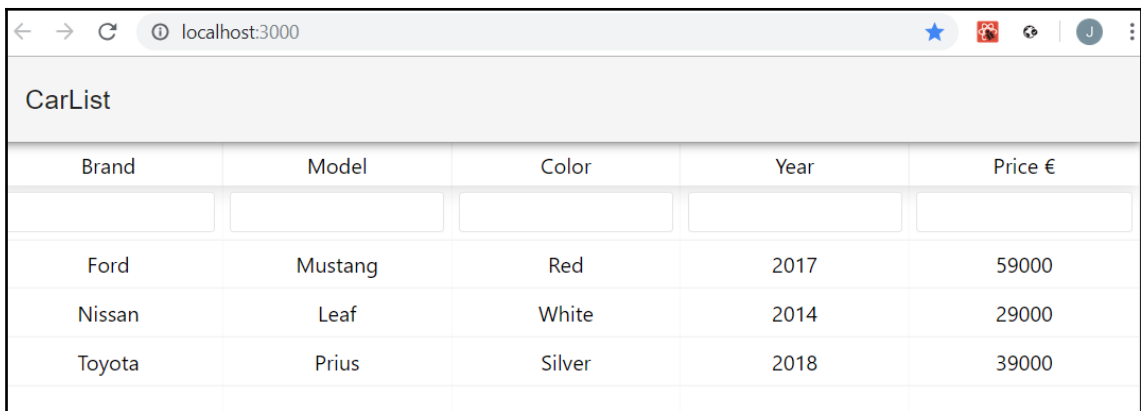 localhost:3000 J
CarList
Brand Model Color Year Price €
Ford Mustang Red 2017 59000
Nissan Leaf White 2014 29000
Toyota Prius Silver 2018 39000